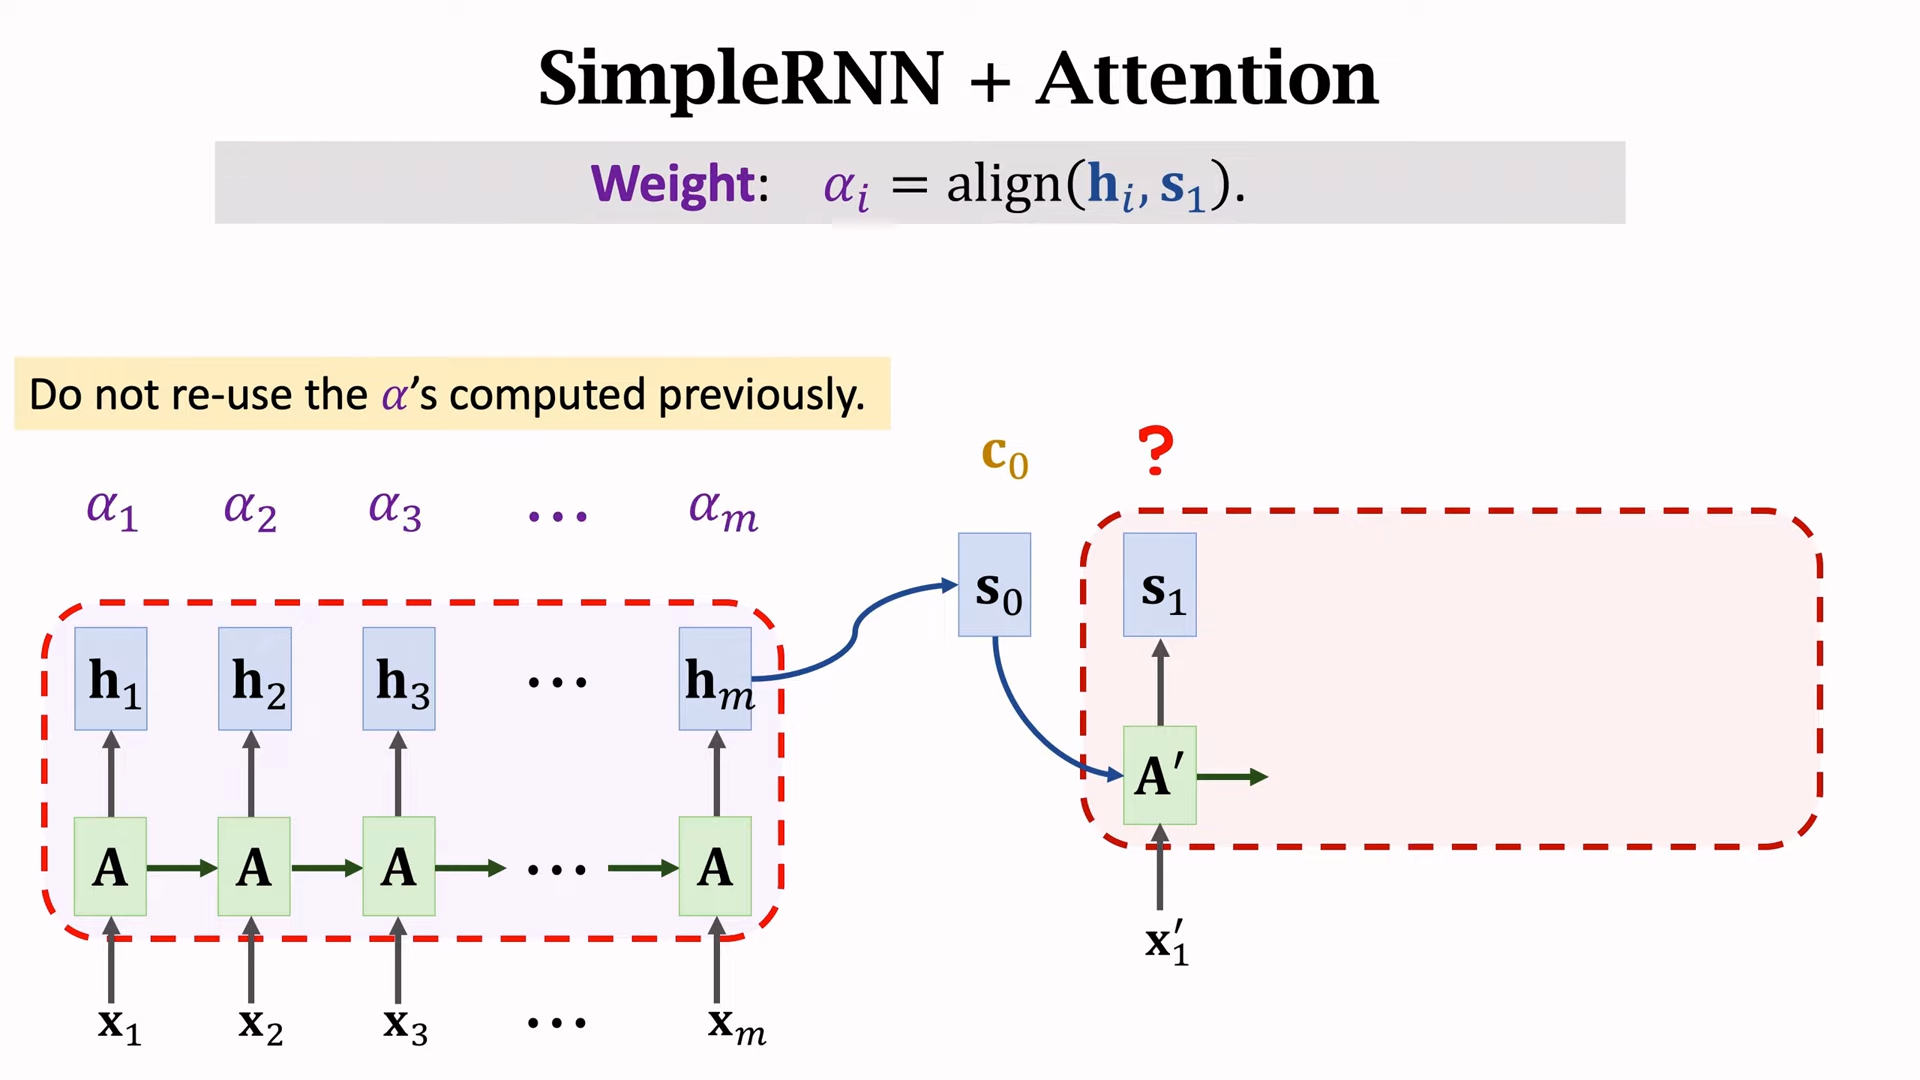 SimpleRNN + Attention
Weight: αᵢ = align(𝐡ᵢ, 𝐬₁).
Do not re-use the α's computed previously.
α₁ α₂ α₃ ⋯ αₘ
𝐜₀ ?
𝐡₁ 𝐡₂ 𝐡₃ ⋯ 𝐡ₘ
𝐬₀ 𝐬₁
A A A ⋯ A
A′
𝐱₁ 𝐱₂ 𝐱₃ ⋯ 𝐱ₘ
𝐱′₁